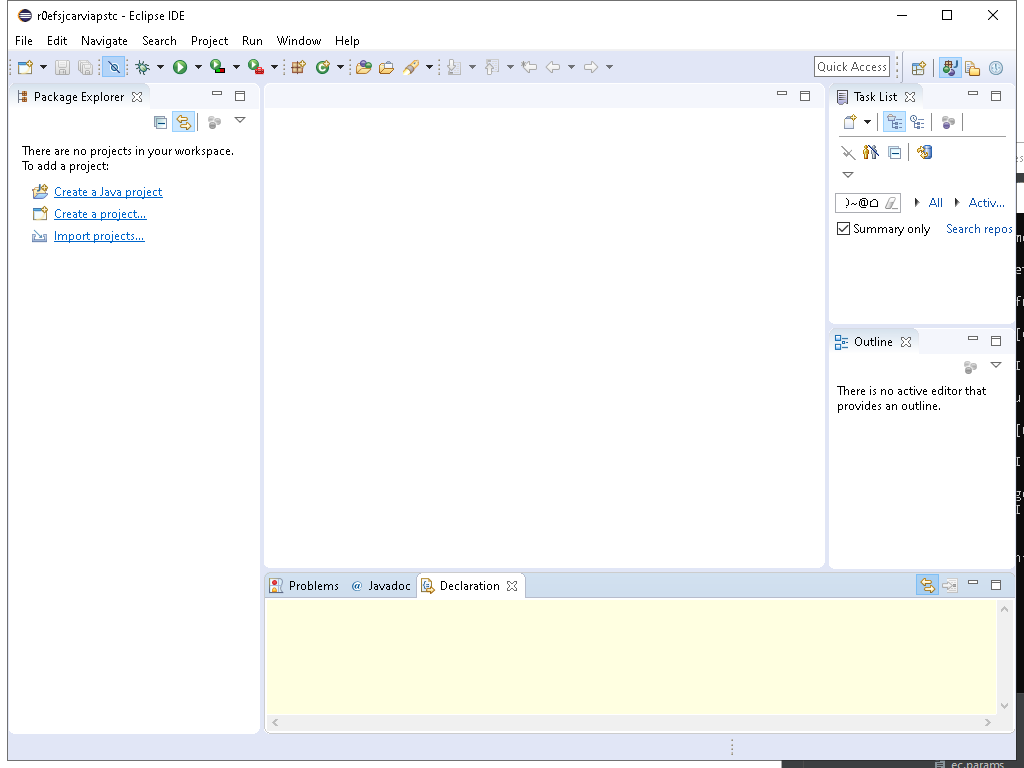 r0efsjcarviapstc - Eclipse IDE
File Edit Navigate Search Project Run Window Help
Quick Access
Package Explorer
There are no projects in your workspace.
To add a project:
Create a Java project
Create a project...
Import projects...
Task List
)~@⌂
All
Activ...
Summary only
Search repos
Outline
There is no active editor that
provides an outline.
Problems
@ Javadoc
Declaration
ec.params